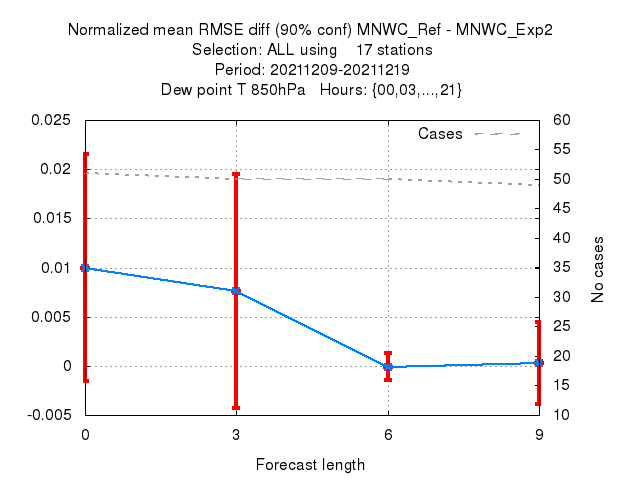 Normalized mean RMSE diff (90% conf) MNWC_Ref - MNWC_Exp2
Selection: ALL using    17 stations
Period: 20211209-20211219
Dew point T 850hPa   Hours: {00,03,...,21}
Cases
0.025
0.02
0.015
0.01
0.005
0
-0.005
60
55
50
45
40
35
30
25
20
15
10
No cases
0 3 6 9
Forecast length